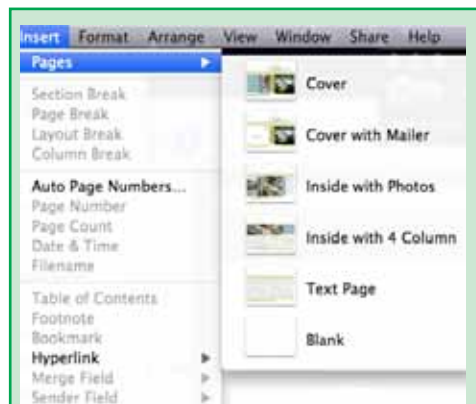 Insert Format Arrange View Window Share Help
Pages
Section Break
Page Break
Layout Break
Column Break
Auto Page Numbers...
Page Number
Page Count
Date & Time
Filename
Table of Contents
Footnote
Bookmark
Hyperlink
Merge Field
Sender Field
Cover
Cover with Mailer
Inside with Photos
Inside with 4 Column
Text Page
Blank